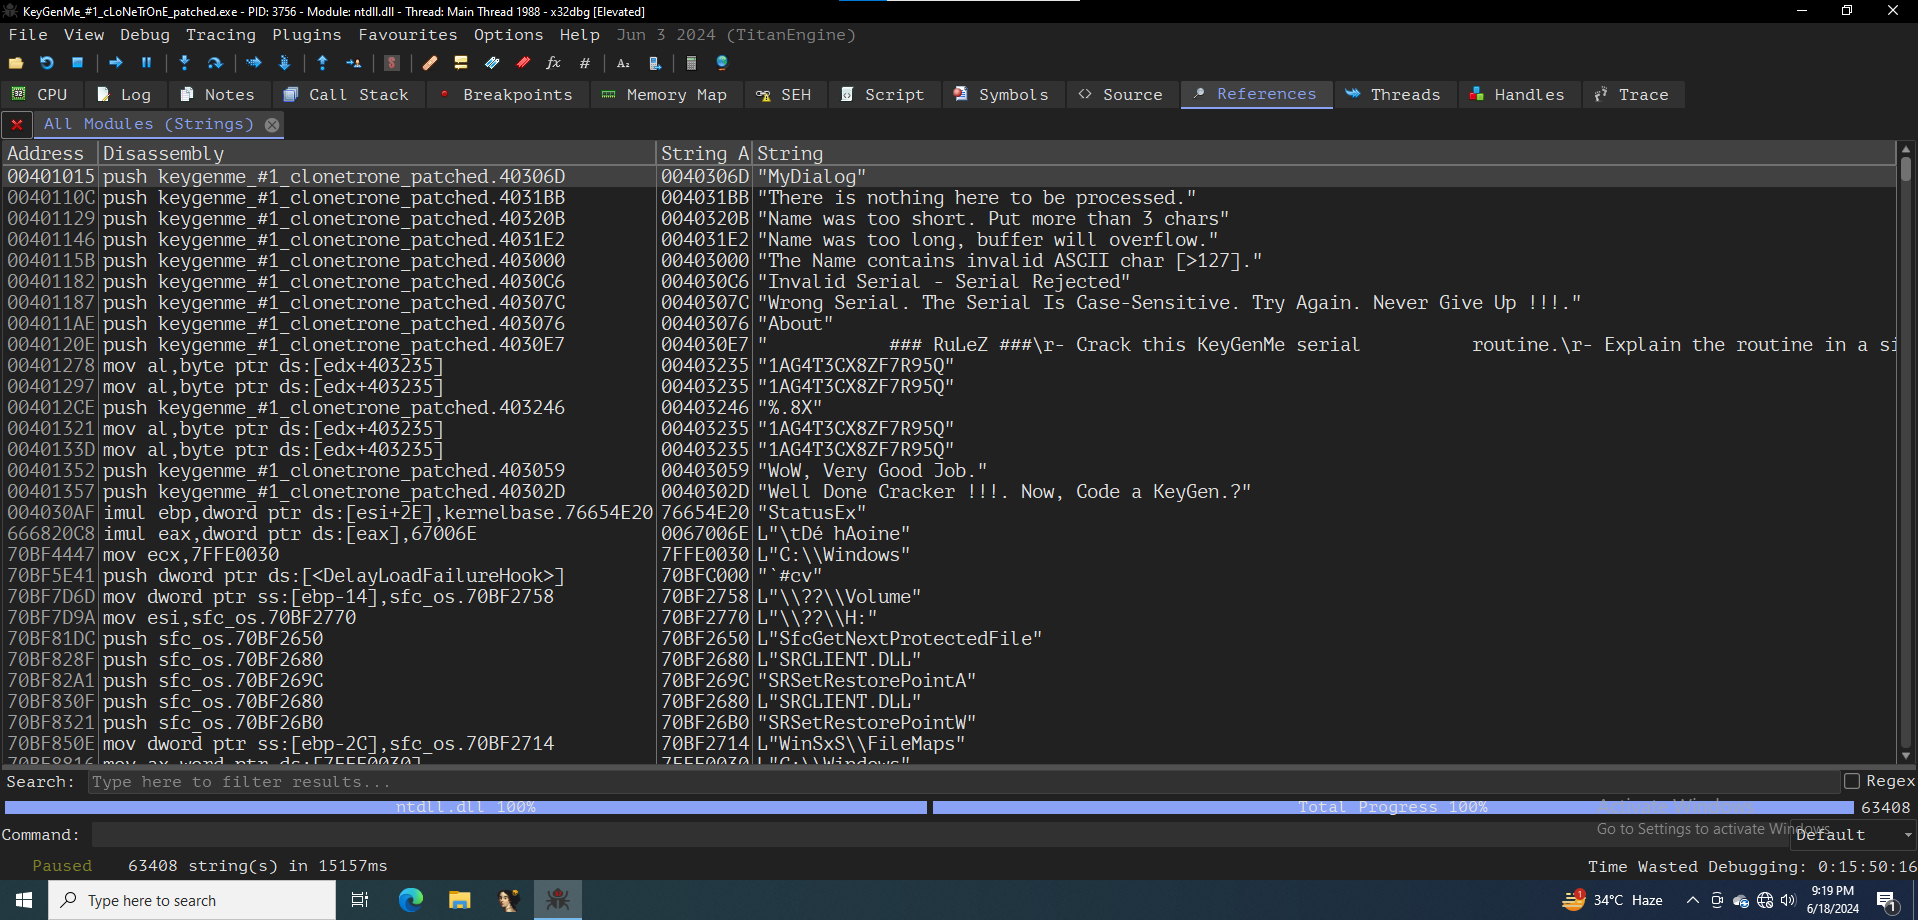 KeyGenMe_#1_cLoNeTrOnE_patched.exe - PID: 3756 - Module: ntdll.dll - Thread: Main Thread 1988 - x32dbg [Elevated]
File View Debug Tracing Plugins Favourites Options Help Jun 3 2024 (TitanEngine)
CPU Log Notes Call Stack Breakpoints Memory Map SEH Script Symbols Source References Threads Handles Trace
All Modules (Strings)
Address Disassembly String A String
00401015 push keygenme_#1_clonetrone_patched.40306D 0040306D "MyDialog"
0040110C push keygenme_#1_clonetrone_patched.4031BB 004031BB "There is nothing here to be processed."
00401129 push keygenme_#1_clonetrone_patched.40320B 0040320B "Name was too short. Put more than 3 chars"
00401146 push keygenme_#1_clonetrone_patched.4031E2 004031E2 "Name was too long, buffer will overflow."
0040115B push keygenme_#1_clonetrone_patched.403000 00403000 "The Name contains invalid ASCII char [>127]."
00401182 push keygenme_#1_clonetrone_patched.4030C6 004030C6 "Invalid Serial - Serial Rejected"
00401187 push keygenme_#1_clonetrone_patched.40307C 0040307C "Wrong Serial. The Serial Is Case-Sensitive. Try Again. Never Give Up !!!."
004011AE push keygenme_#1_clonetrone_patched.403076 00403076 "About"
0040120E push keygenme_#1_clonetrone_patched.4030E7 004030E7 " ### RuLeZ ###\r- Crack this KeyGenMe serial routine.\r- Explain the routine in a si
00401278 mov al,byte ptr ds:[edx+403235] 00403235 "1AG4T3CX8ZF7R95Q"
00401297 mov al,byte ptr ds:[edx+403235] 00403235 "1AG4T3CX8ZF7R95Q"
004012CE push keygenme_#1_clonetrone_patched.403246 00403246 "%.8X"
00401321 mov al,byte ptr ds:[edx+403235] 00403235 "1AG4T3CX8ZF7R95Q"
0040133D mov al,byte ptr ds:[edx+403235] 00403235 "1AG4T3CX8ZF7R95Q"
00401352 push keygenme_#1_clonetrone_patched.403059 00403059 "WoW, Very Good Job."
00401357 push keygenme_#1_clonetrone_patched.40302D 0040302D "Well Done Cracker !!!. Now, Code a KeyGen.?"
004030AF imul ebp,dword ptr ds:[esi+2E],kernelbase.76654E20 76654E20 "StatusEx"
666820C8 imul eax,dword ptr ds:[eax],67006E 0067006E L"\tDé hAoine"
70BF4447 mov ecx,7FFE0030 7FFE0030 L"C:\\Windows"
70BF5E41 push dword ptr ds:[<DelayLoadFailureHook>] 70BFC000 "`#cv"
70BF7D6D mov dword ptr ss:[ebp-14],sfc_os.70BF2758 70BF2758 L"\\??\\Volume"
70BF7D9A mov esi,sfc_os.70BF2770 70BF2770 L"\\??\\H:"
70BF81DC push sfc_os.70BF2650 70BF2650 L"SfcGetNextProtectedFile"
70BF828F push sfc_os.70BF2680 70BF2680 L"SRCLIENT.DLL"
70BF82A1 push sfc_os.70BF269C 70BF269C "SRSetRestorePointA"
70BF830F push sfc_os.70BF2680 70BF2680 L"SRCLIENT.DLL"
70BF8321 push sfc_os.70BF26B0 70BF26B0 "SRSetRestorePointW"
70BF850E mov dword ptr ss:[ebp-2C],sfc_os.70BF2714 70BF2714 L"WinSxS\\FileMaps"
70BF8816 mov ax,word ptr ds:[7FFE0030] 7FFE0030 L"C:\\Windows"
Search: Type here to filter results... Regex
ntdll.dll 100% Total Progress 100% 63408
Activate Windows
Go to Settings to activate Windows.
Command: Default
Paused 63408 string(s) in 15157ms Time Wasted Debugging: 0:15:50:16
Type here to search 1 34°C Haze 9:19 PM
6/18/2024 1